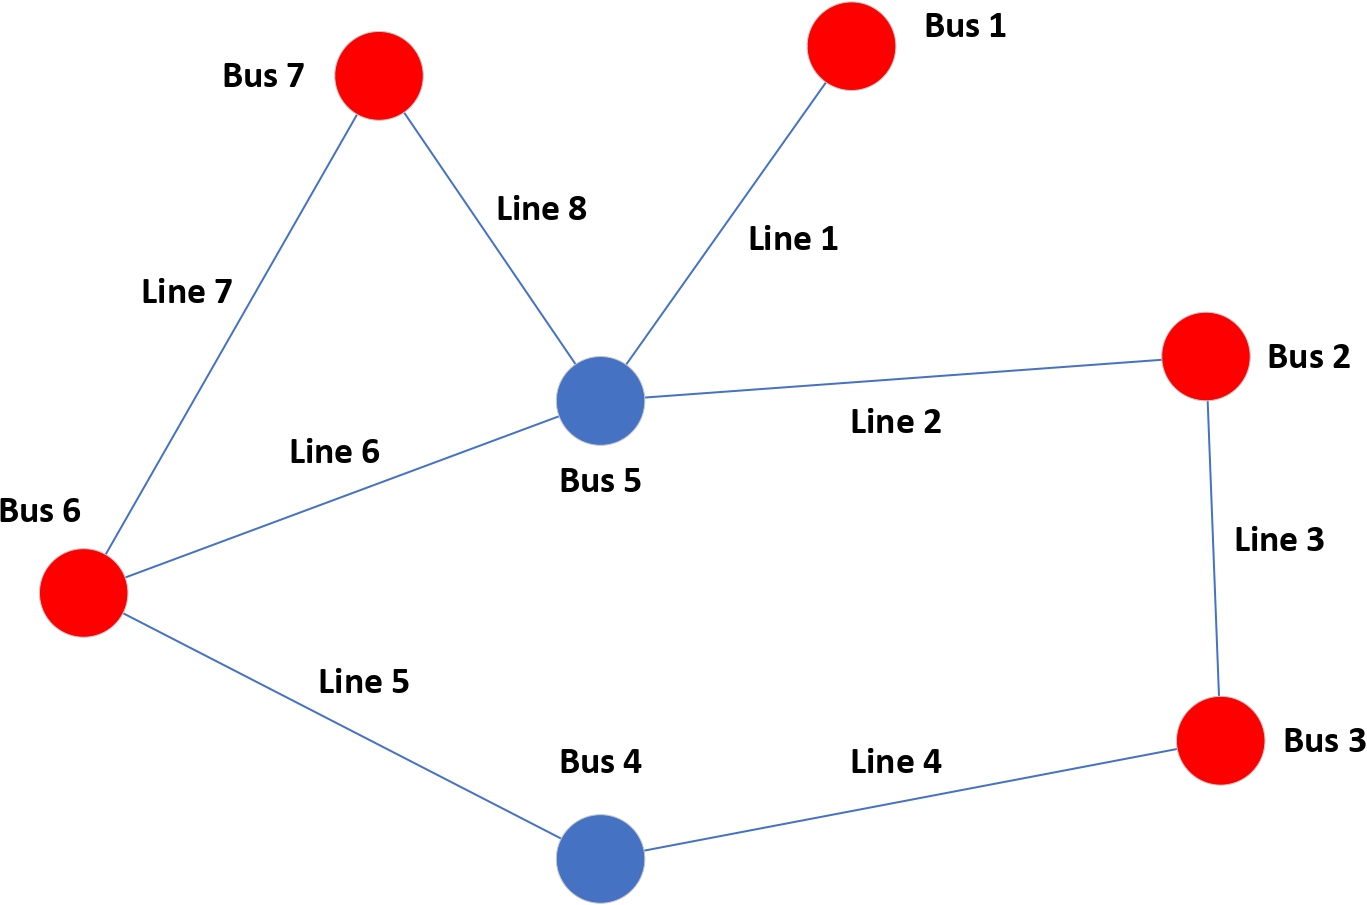 Bus 1
Bus 7
Line 8
Line 1
Line 7
Bus 2
Line 2
Line 6
Bus 5
Bus 6
Line 3
Line 5
Bus 3
Bus 4
Line 4